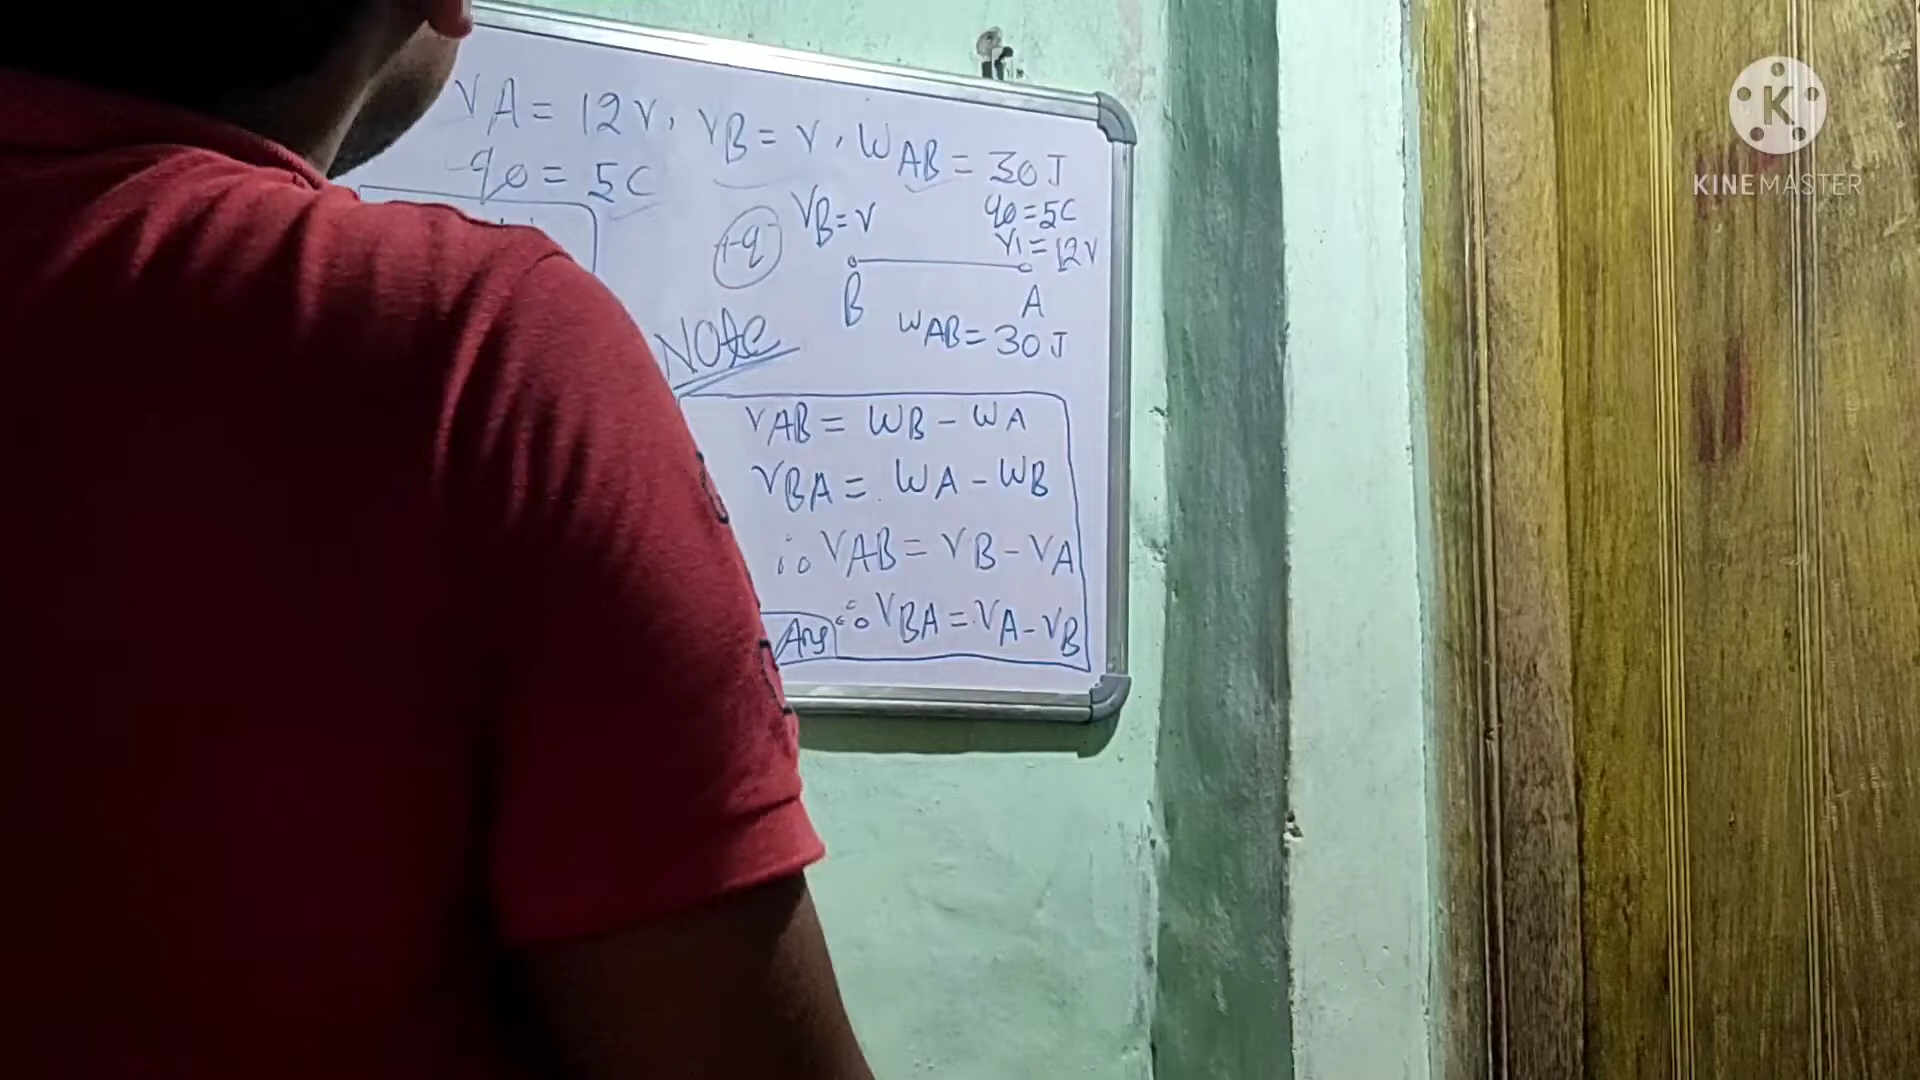 VA = 12V, VB = V, WAB = 30J
q0 = 5C
+q
VB = V
q0 = 5C
V1 = 12V
B
A
WAB = 30J
Note
VAB = WB - WA
VBA = WA - WB
∴ VAB = VB - VA
∴ VBA = VA - VB
Ans
K
KINEMASTER